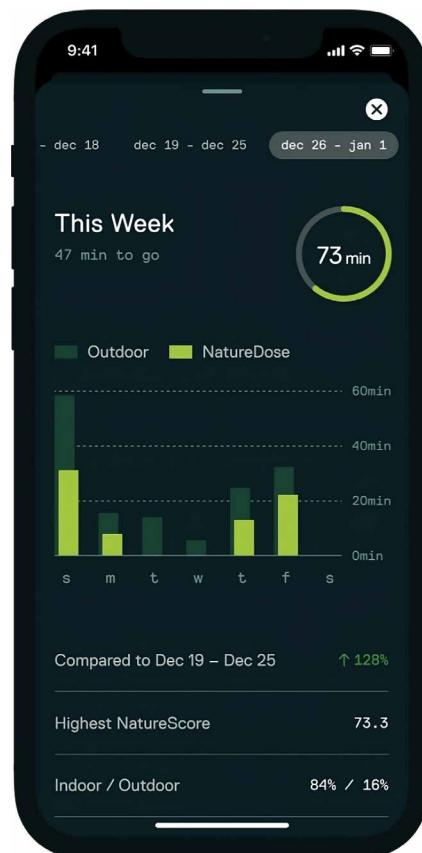 9:41
- dec 18 dec 19 - dec 25 dec 26 - jan 1
This Week
47 min to go
73 min
Outdoor NatureDose
60min
40min
20min
0min
s m t w t f s
Compared to Dec 19 – Dec 25 ↑ 128%
Highest NatureScore 73.3
Indoor / Outdoor 84% / 16%